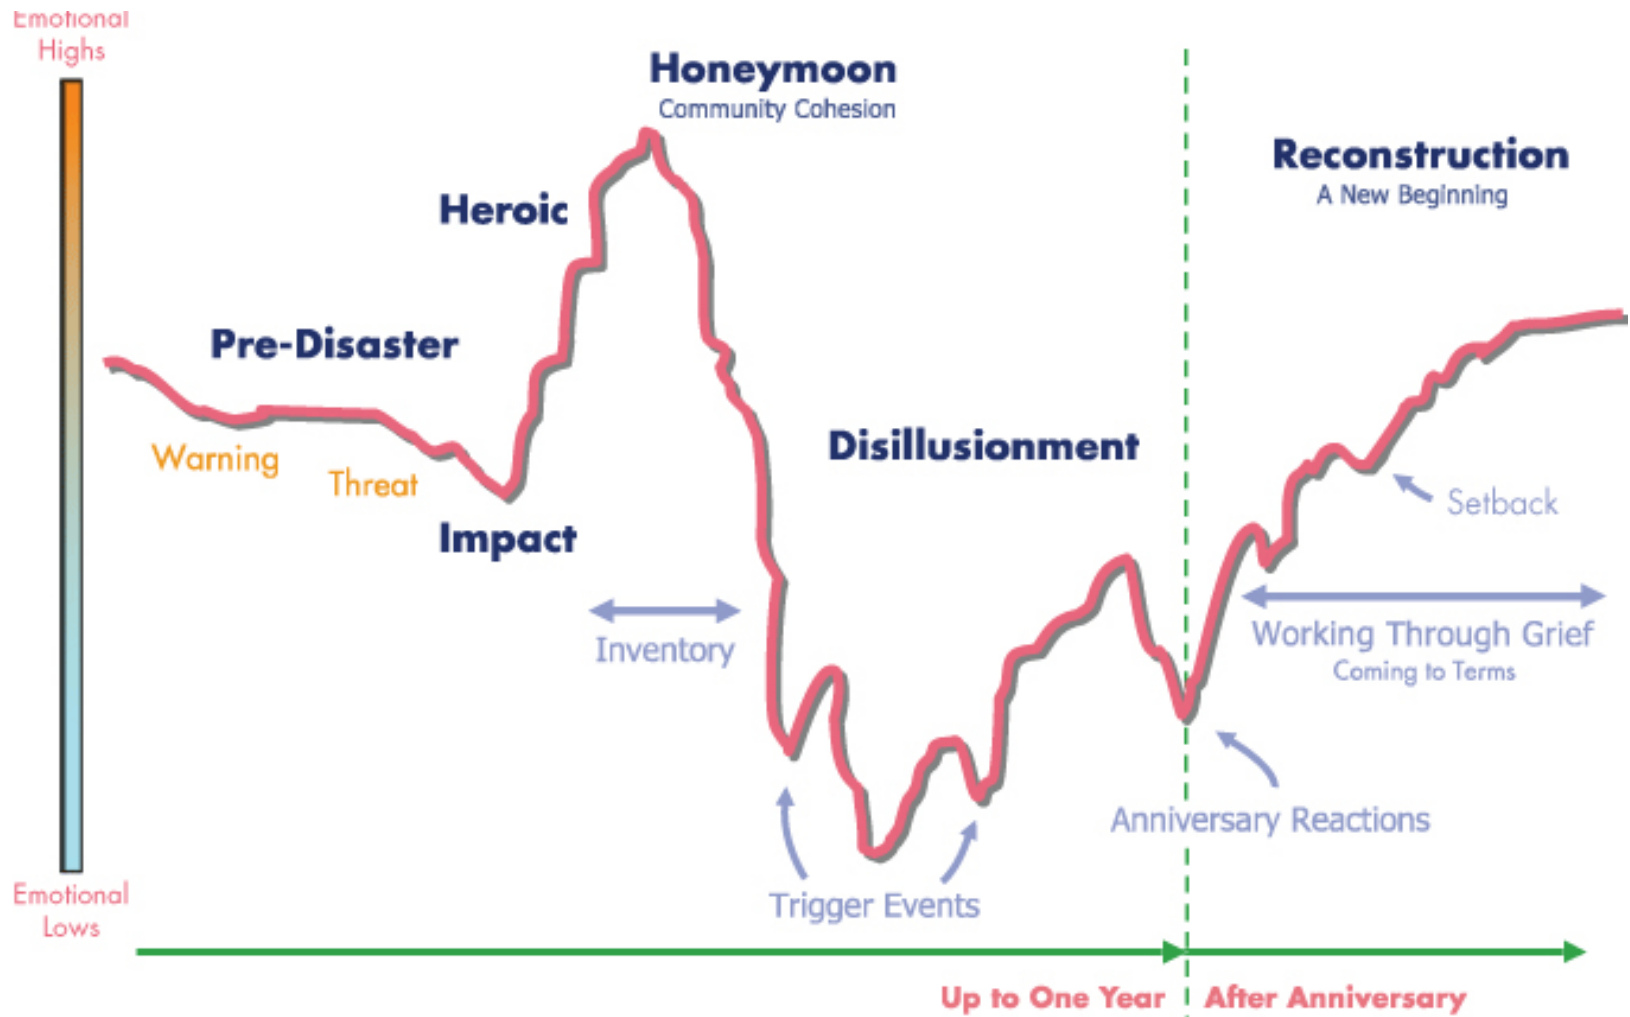 Emotional
Highs
Honeymoon
Community Cohesion
Reconstruction
A New Beginning
Heroic
Pre-Disaster
Warning
Threat
Impact
Disillusionment
Setback
Inventory
Working Through Grief
Coming to Terms
Anniversary Reactions
Trigger Events
Emotional
Lows
Up to One Year
After Anniversary